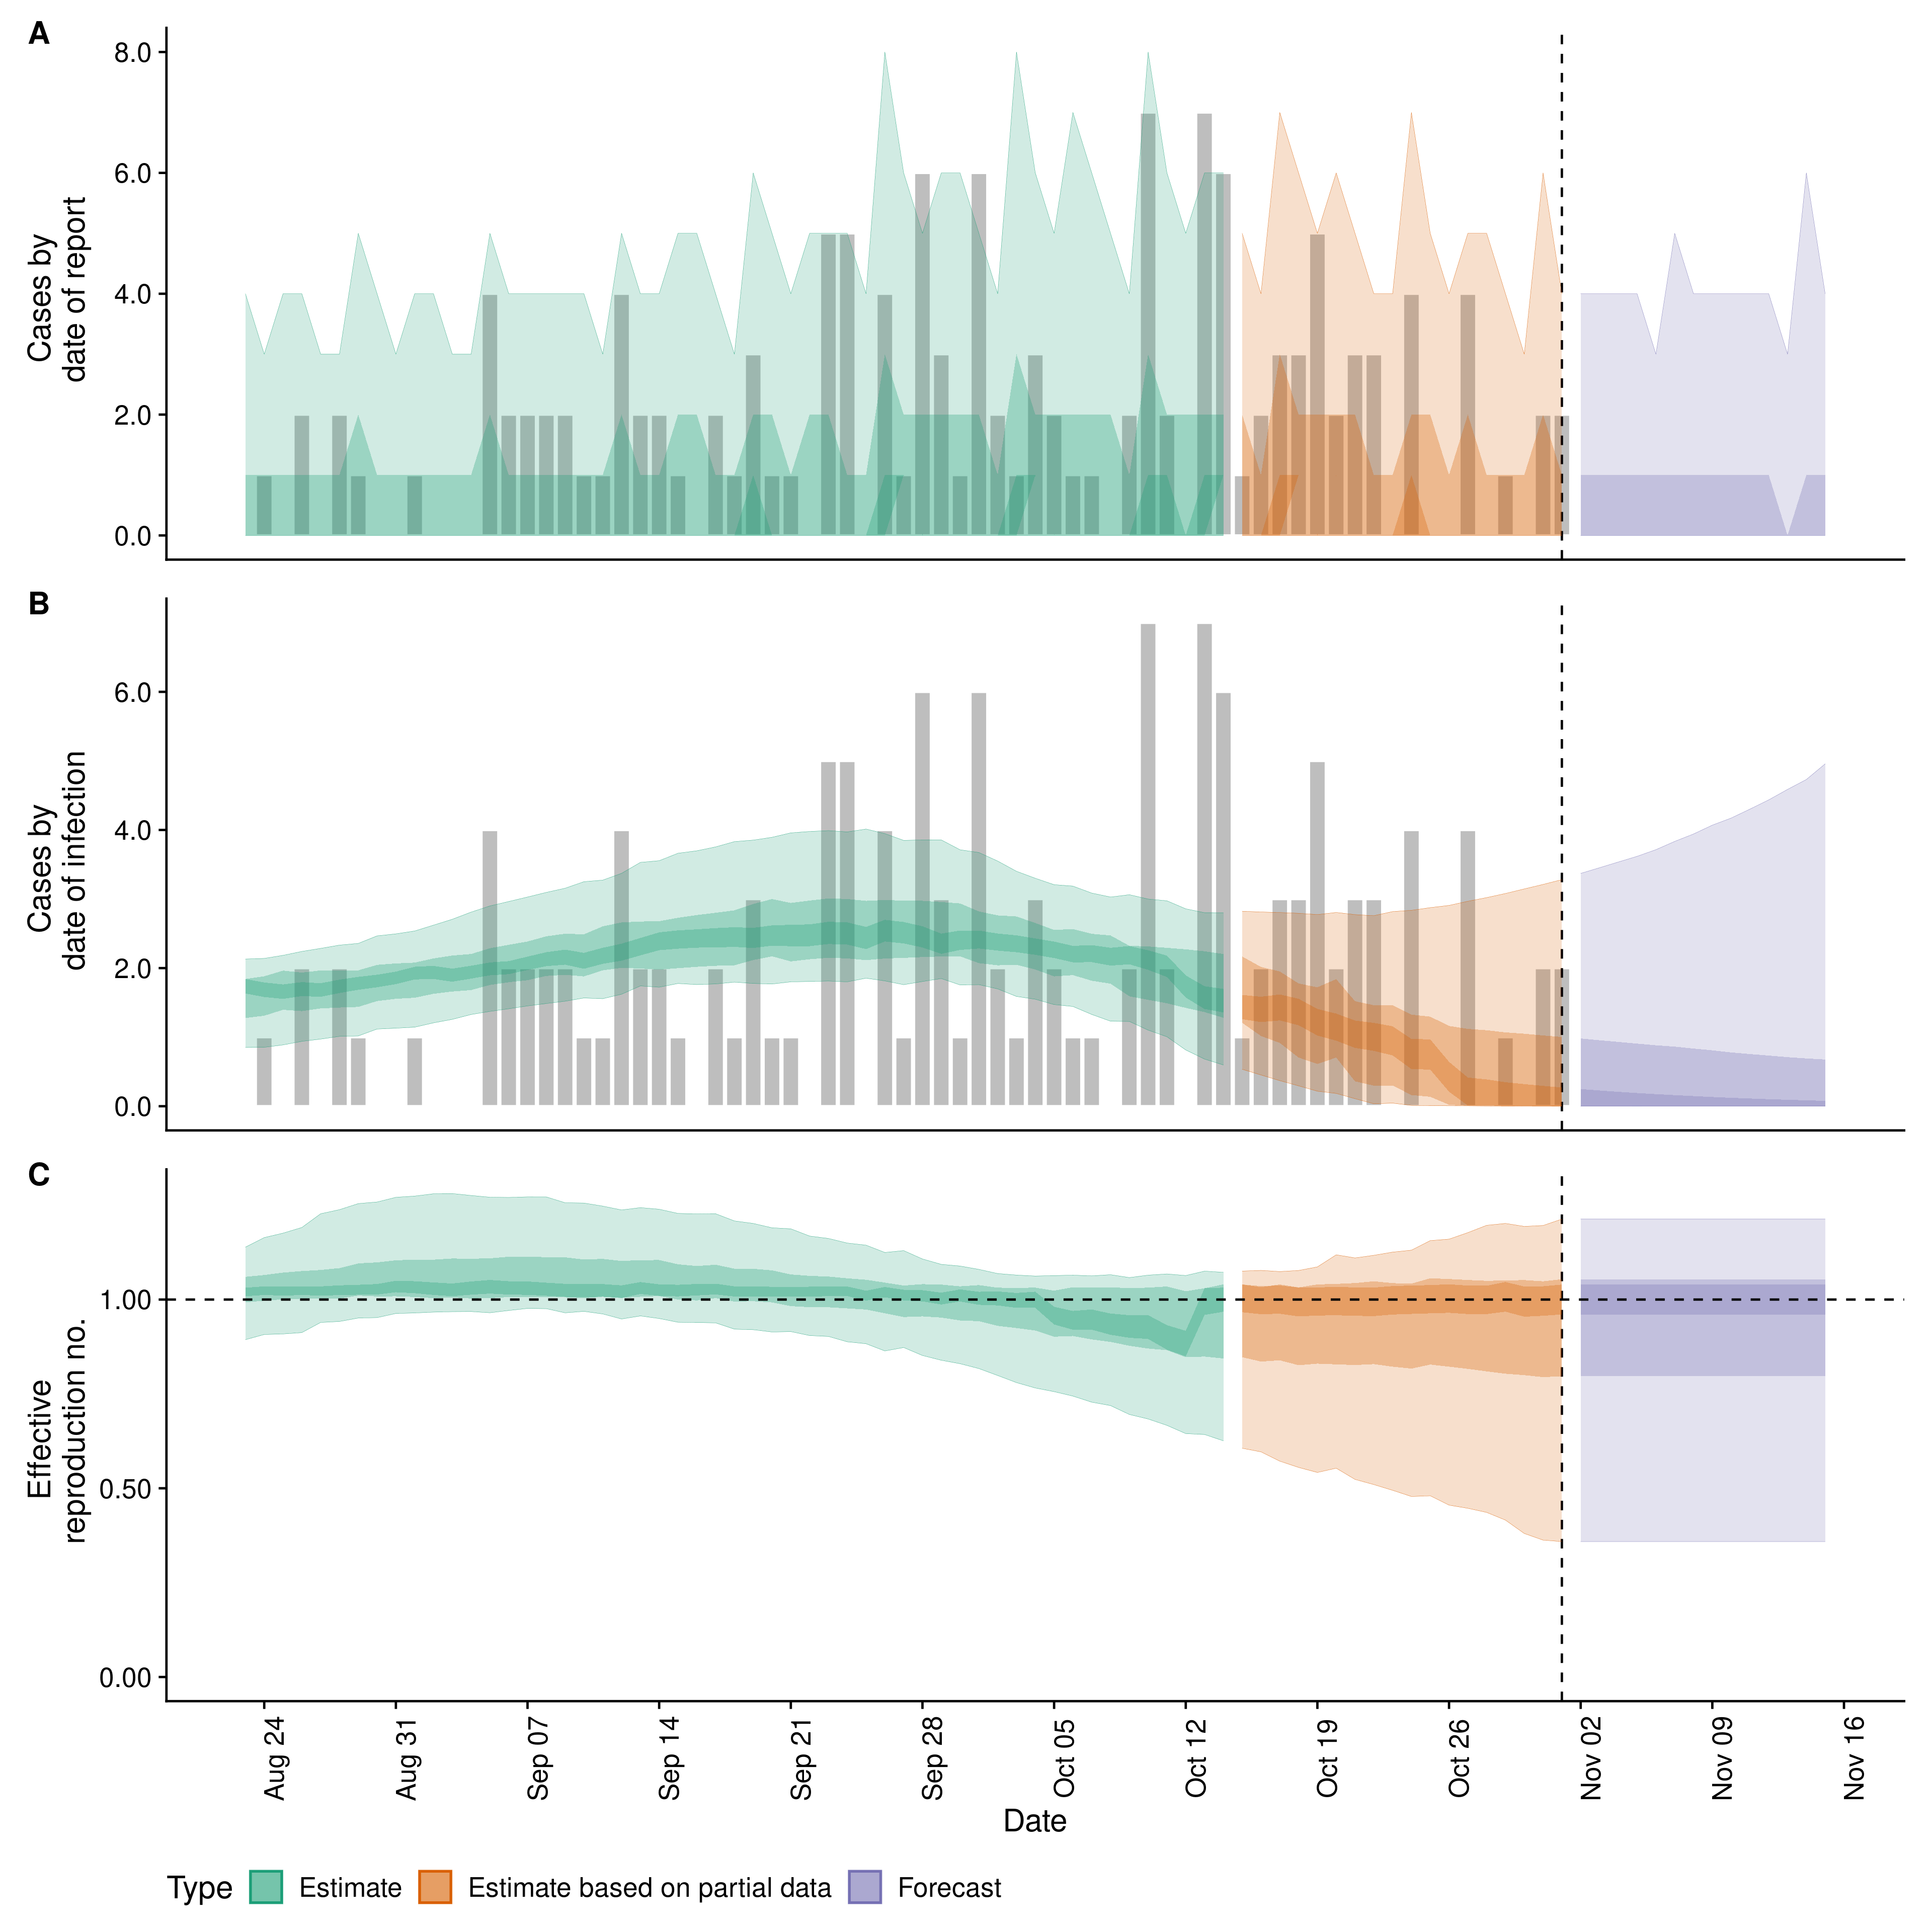 A
8.0
6.0
4.0
2.0
0.0
Cases by
date of report
B
6.0
4.0
2.0
0.0
Cases by
date of infection
C
1.00
0.50
0.00
Effective
reproduction no.
Aug 24
Aug 31
Sep 07
Sep 14
Sep 21
Sep 28
Oct 05
Oct 12
Oct 19
Oct 26
Nov 02
Nov 09
Nov 16
Date
Type
Estimate
Estimate based on partial data
Forecast